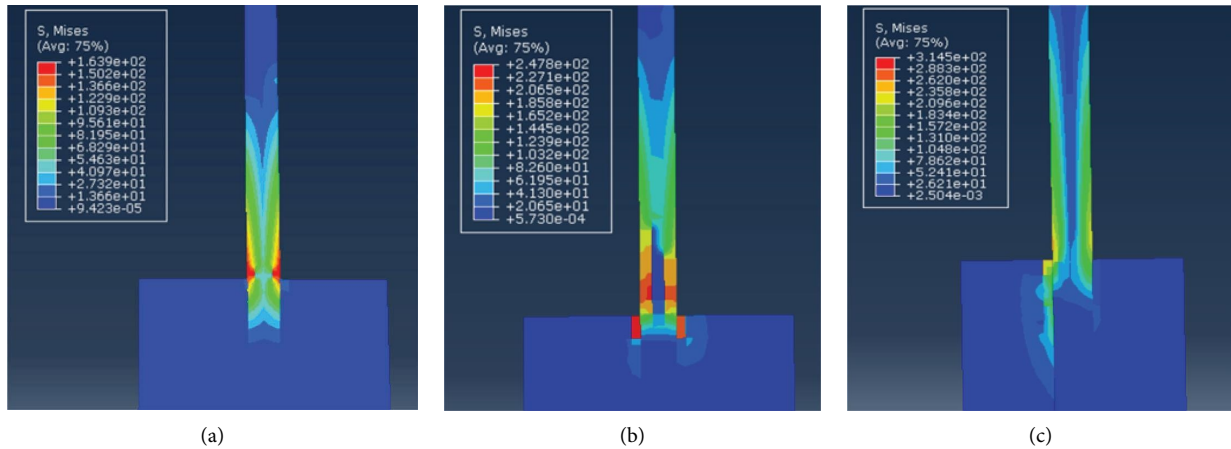 S, Mises
(Avg: 75%)
+1.639e+02
+1.502e+02
+1.366e+02
+1.229e+02
+1.093e+02
+9.561e+01
+8.195e+01
+6.829e+01
+5.463e+01
+4.097e+01
+2.732e+01
+1.366e+01
+9.423e-05
(a)
S, Mises
(Avg: 75%)
+2.478e+02
+2.271e+02
+2.065e+02
+1.858e+02
+1.652e+02
+1.445e+02
+1.239e+02
+1.032e+02
+8.260e+01
+6.195e+01
+4.130e+01
+2.065e+01
+5.730e-04
(b)
S, Mises
(Avg: 75%)
+3.145e+02
+2.883e+02
+2.620e+02
+2.358e+02
+2.096e+02
+1.834e+02
+1.572e+02
+1.310e+02
+1.048e+02
+7.862e+01
+5.241e+01
+2.621e+01
+2.504e-03
(c)